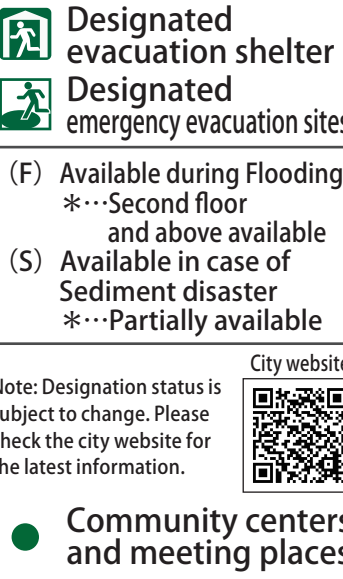 Designated
evacuation shelter
Designated
emergency evacuation sites
(F) Available during Flooding
＊…Second floor
and above available
(S) Available in case of
Sediment disaster
＊…Partially available
City website
Note: Designation status is
subject to change. Please
check the city website for
the latest information.
Community centers
and meeting places